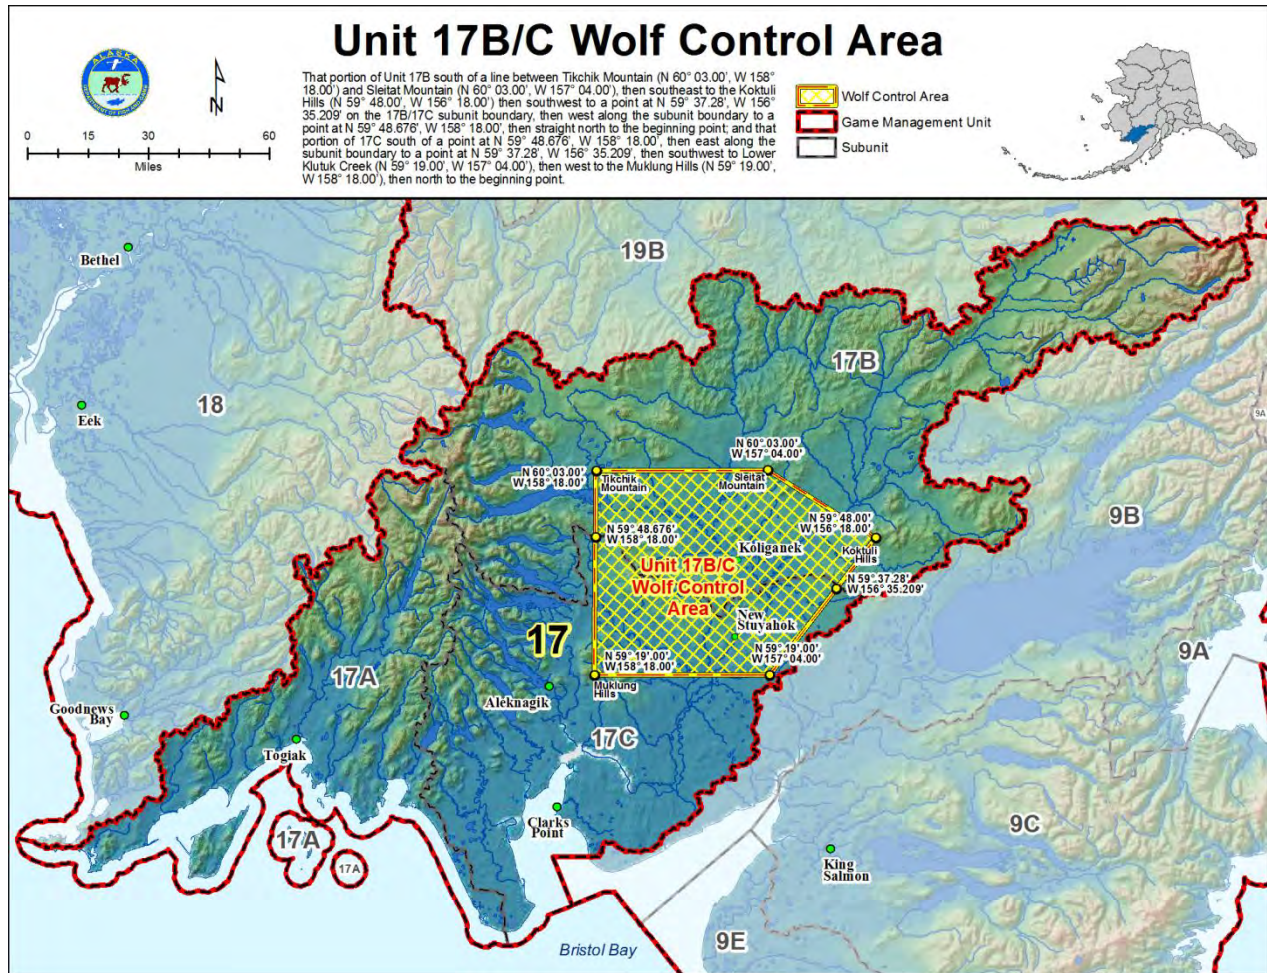 Unit 17B/C Wolf Control Area
ALASKA
DEPARTMENT OF FISH AND GAME
N
0 15 30 60
Miles
That portion of Unit 17B south of a line between Tikchik Mountain (N 60° 03.00', W 158°
18.00') and Sleitat Mountain (N 60° 03.00', W 157° 04.00'), then southeast to the Koktuli
Hills (N 59° 48.00', W 156° 18.00') then southwest to a point at N 59° 37.28', W 156°
35.209' on the 17B/17C subunit boundary, then west along the subunit boundary to a
point at N 59° 48.676', W 158° 18.00', then straight north to the beginning point; and that
portion of 17C south of a point at N 59° 48.676', W 158° 18.00', then east along the
subunit boundary to a point at N 59° 37.28', W 156° 35.209', then southwest to Lower
Klutuk Creek (N 59° 19.00', W 157° 04.00'), then west to the Muklung Hills (N 59° 19.00',
W 158° 18.00'), then north to the beginning point.
Wolf Control Area
Game Management Unit
Subunit
19B
Bethel
17B
18
Eek
9A
N 60° 03.00'
W 157° 04.00'
N 60° 03.00'
W 158° 18.00'
Tikchik
Mountain
Sleitat
Mountain
N 59° 48.676'
W 158° 18.00'
N 59° 48.00'
W 156° 18.00'
9B
Koliganek
Koktuli
Hills
Unit 17B/C
Wolf Control
Area
N 59° 37.28'
W 156° 35.209'
New
Stuyahok
17
N 59° 19'.00'
W 158° 18.00'
N 59° 19'.00'
W 157° 04.00'
9A
17A
Muklung
Hills
Aleknagik
Goodnews
Bay
17C
Togiak
Clarks
Point
17A
17A
9C
King
Salmon
Bristol Bay
9E